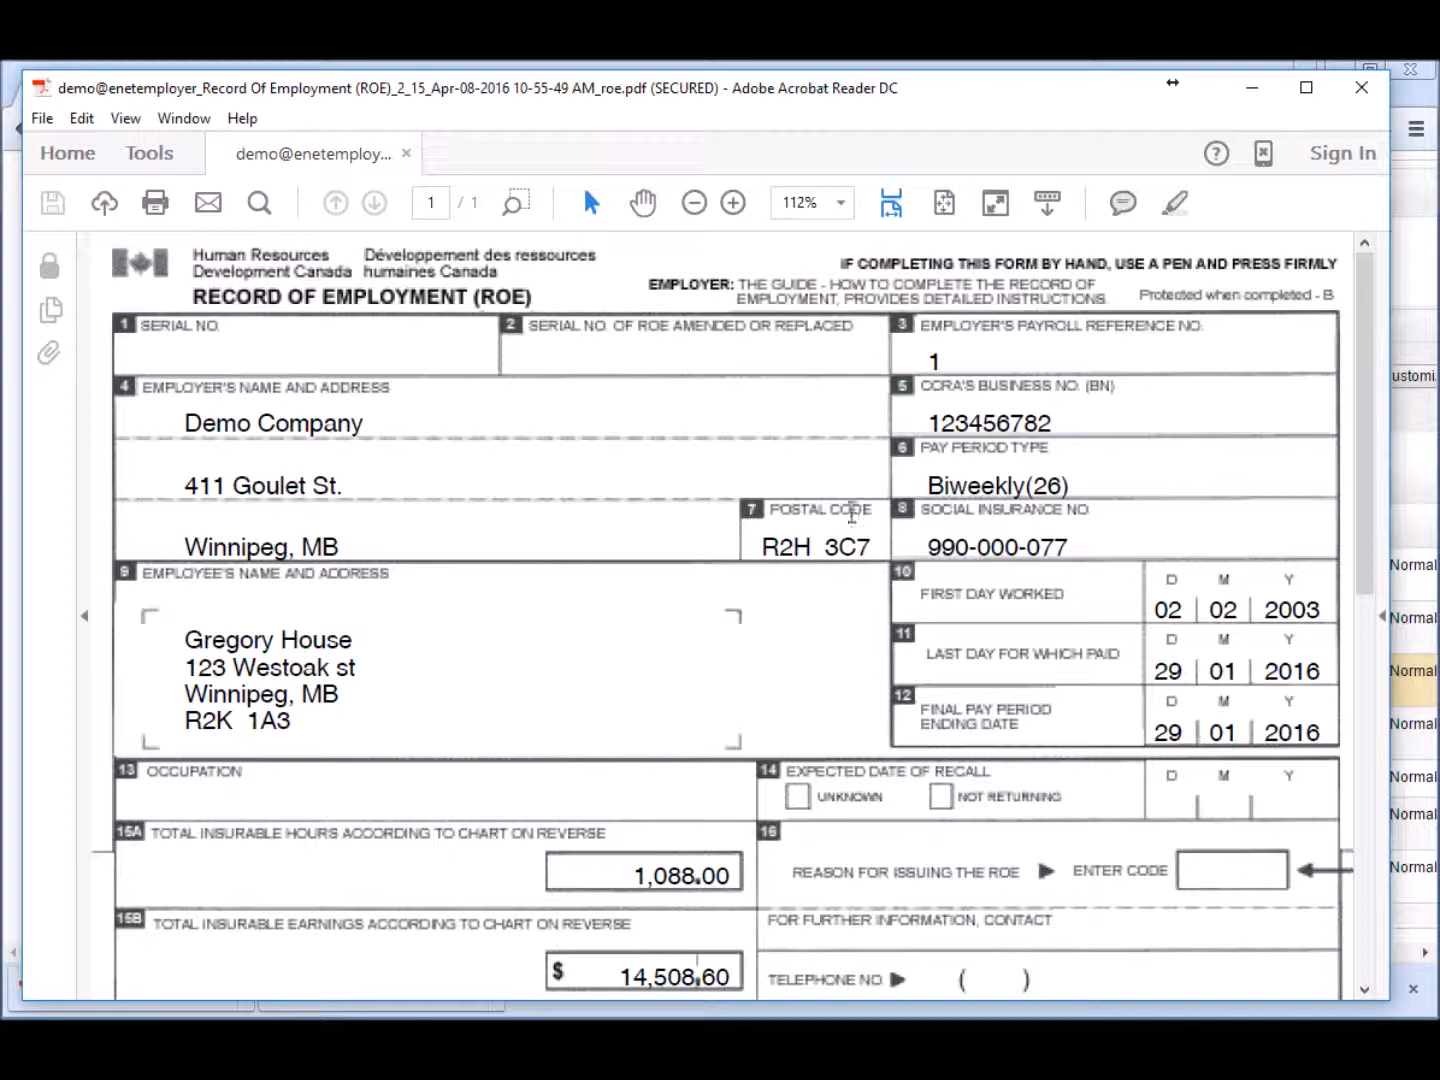 demo@enetemployer_Record Of Employment (ROE)_2_15_Apr-08-2016 10-55-49 AM_roe.pdf (SECURED) - Adobe Acrobat Reader DC
File Edit View Window Help
Home Tools demo@enetemploy... Sign In
1 / 1 112%
Human Resources Développement des ressources
Development Canada humaines Canada
RECORD OF EMPLOYMENT (ROE)
IF COMPLETING THIS FORM BY HAND, USE A PEN AND PRESS FIRMLY
EMPLOYER: THE GUIDE - HOW TO COMPLETE THE RECORD OF
EMPLOYMENT, PROVIDES DETAILED INSTRUCTIONS.
Protected when completed - B
1 SERIAL NO.
2 SERIAL NO. OF ROE AMENDED OR REPLACED
3 EMPLOYER'S PAYROLL REFERENCE NO.
1
4 EMPLOYER'S NAME AND ADDRESS
Demo Company
411 Goulet St.
Winnipeg, MB
5 CCRA'S BUSINESS NO. (BN)
123456782
6 PAY PERIOD TYPE
Biweekly(26)
7 POSTAL CODE
R2H 3C7
8 SOCIAL INSURANCE NO.
990-000-077
9 EMPLOYEE'S NAME AND ADDRESS
Gregory House
123 Westoak st
Winnipeg, MB
R2K 1A3
10 FIRST DAY WORKED
D M Y
02 02 2003
11 LAST DAY FOR WHICH PAID
D M Y
29 01 2016
12 FINAL PAY PERIOD
ENDING DATE
D M Y
29 01 2016
13 OCCUPATION
14 EXPECTED DATE OF RECALL
D M Y
UNKNOWN NOT RETURNING
15A TOTAL INSURABLE HOURS ACCORDING TO CHART ON REVERSE
1,088.00
16
REASON FOR ISSUING THE ROE ENTER CODE
15B TOTAL INSURABLE EARNINGS ACCORDING TO CHART ON REVERSE
$ 14,508.60
FOR FURTHER INFORMATION, CONTACT
TELEPHONE NO. ( )
ustomi.
Normal
Normal
Normal
Normal
Normal
Normal
Normal